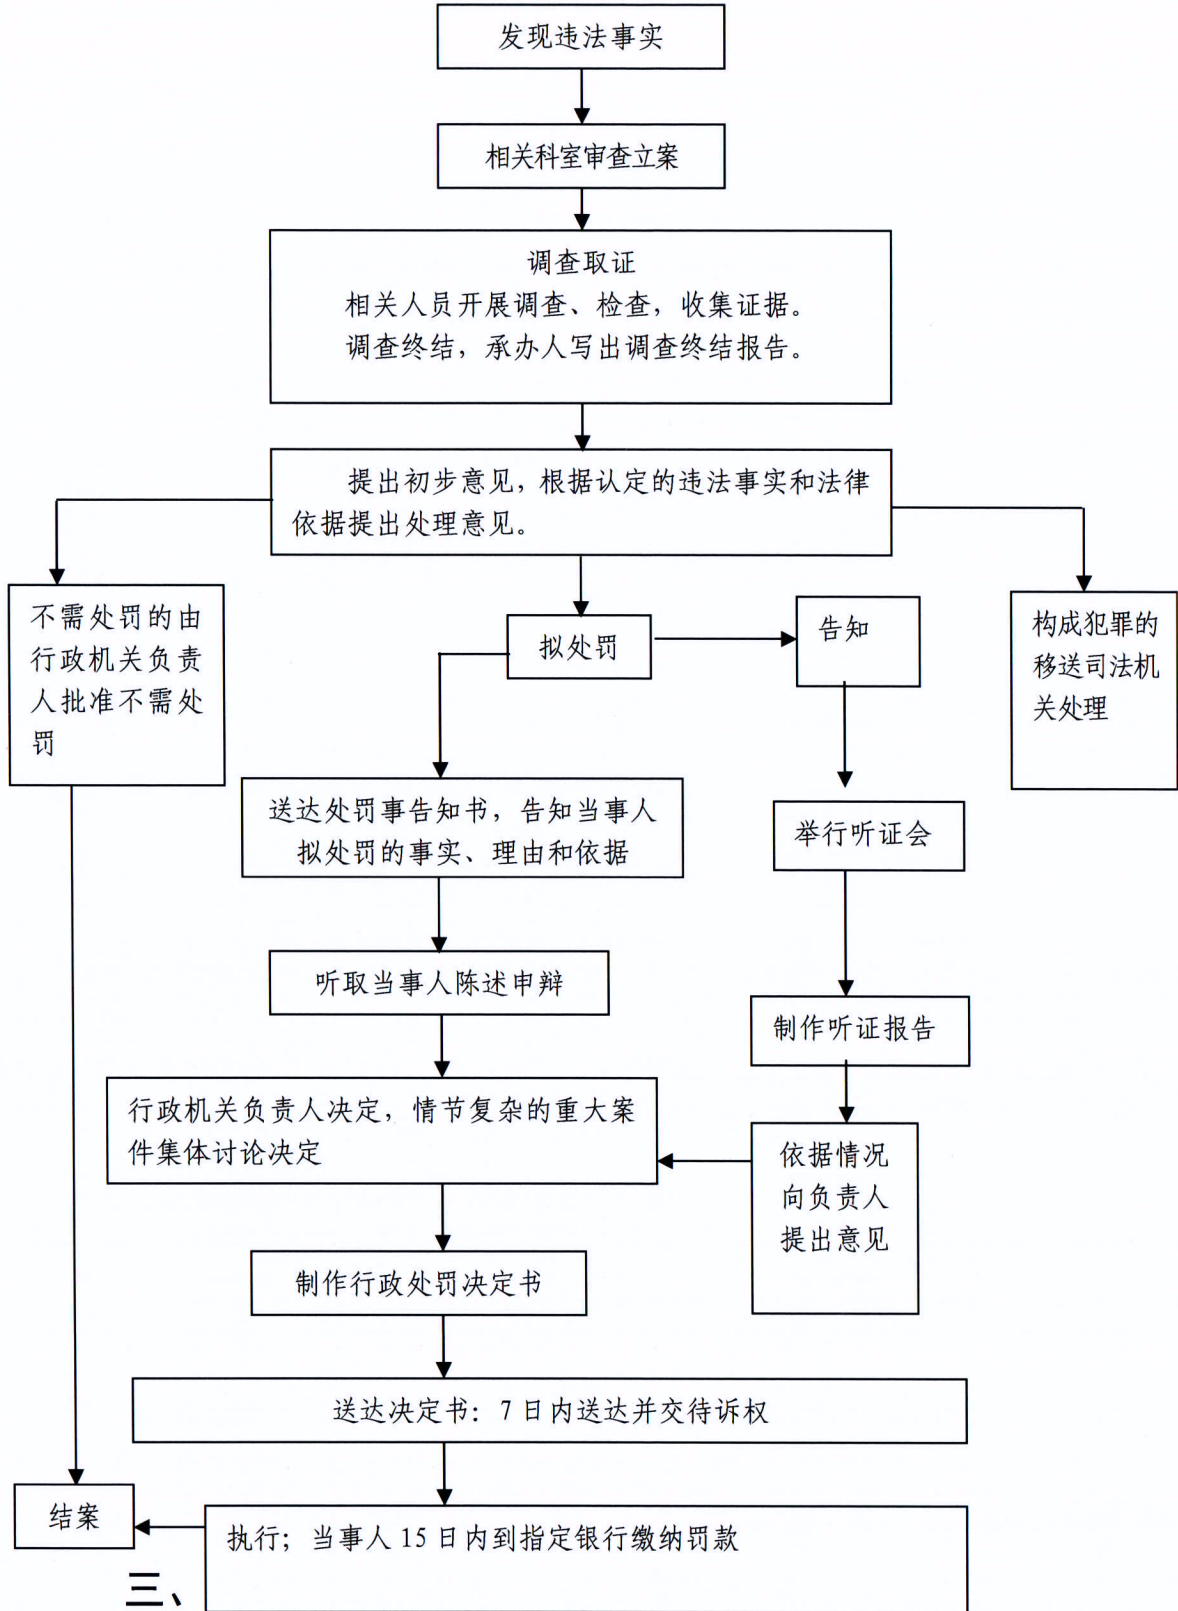 发现违法事实
相关科室审查立案
调查取证
相关人员开展调查、检查，收集证据。
调查终结，承办人写出调查终结报告。
提出初步意见，根据认定的违法事实和法律
依据提出处理意见。
不需处罚的由
行政机关负责
人批准不需处
罚
拟处罚
告知
构成犯罪的
移送司法机
关处理
送达处罚事告知书，告知当事人
拟处罚的事实、理由和依据
举行听证会
听取当事人陈述申辩
制作听证报告
行政机关负责人决定，情节复杂的重大案
件集体讨论决定
依据情况
向负责人
提出意见
制作行政处罚决定书
送达决定书：7日内送达并交待诉权
结案
执行；当事人15日内到指定银行缴纳罚款
三、